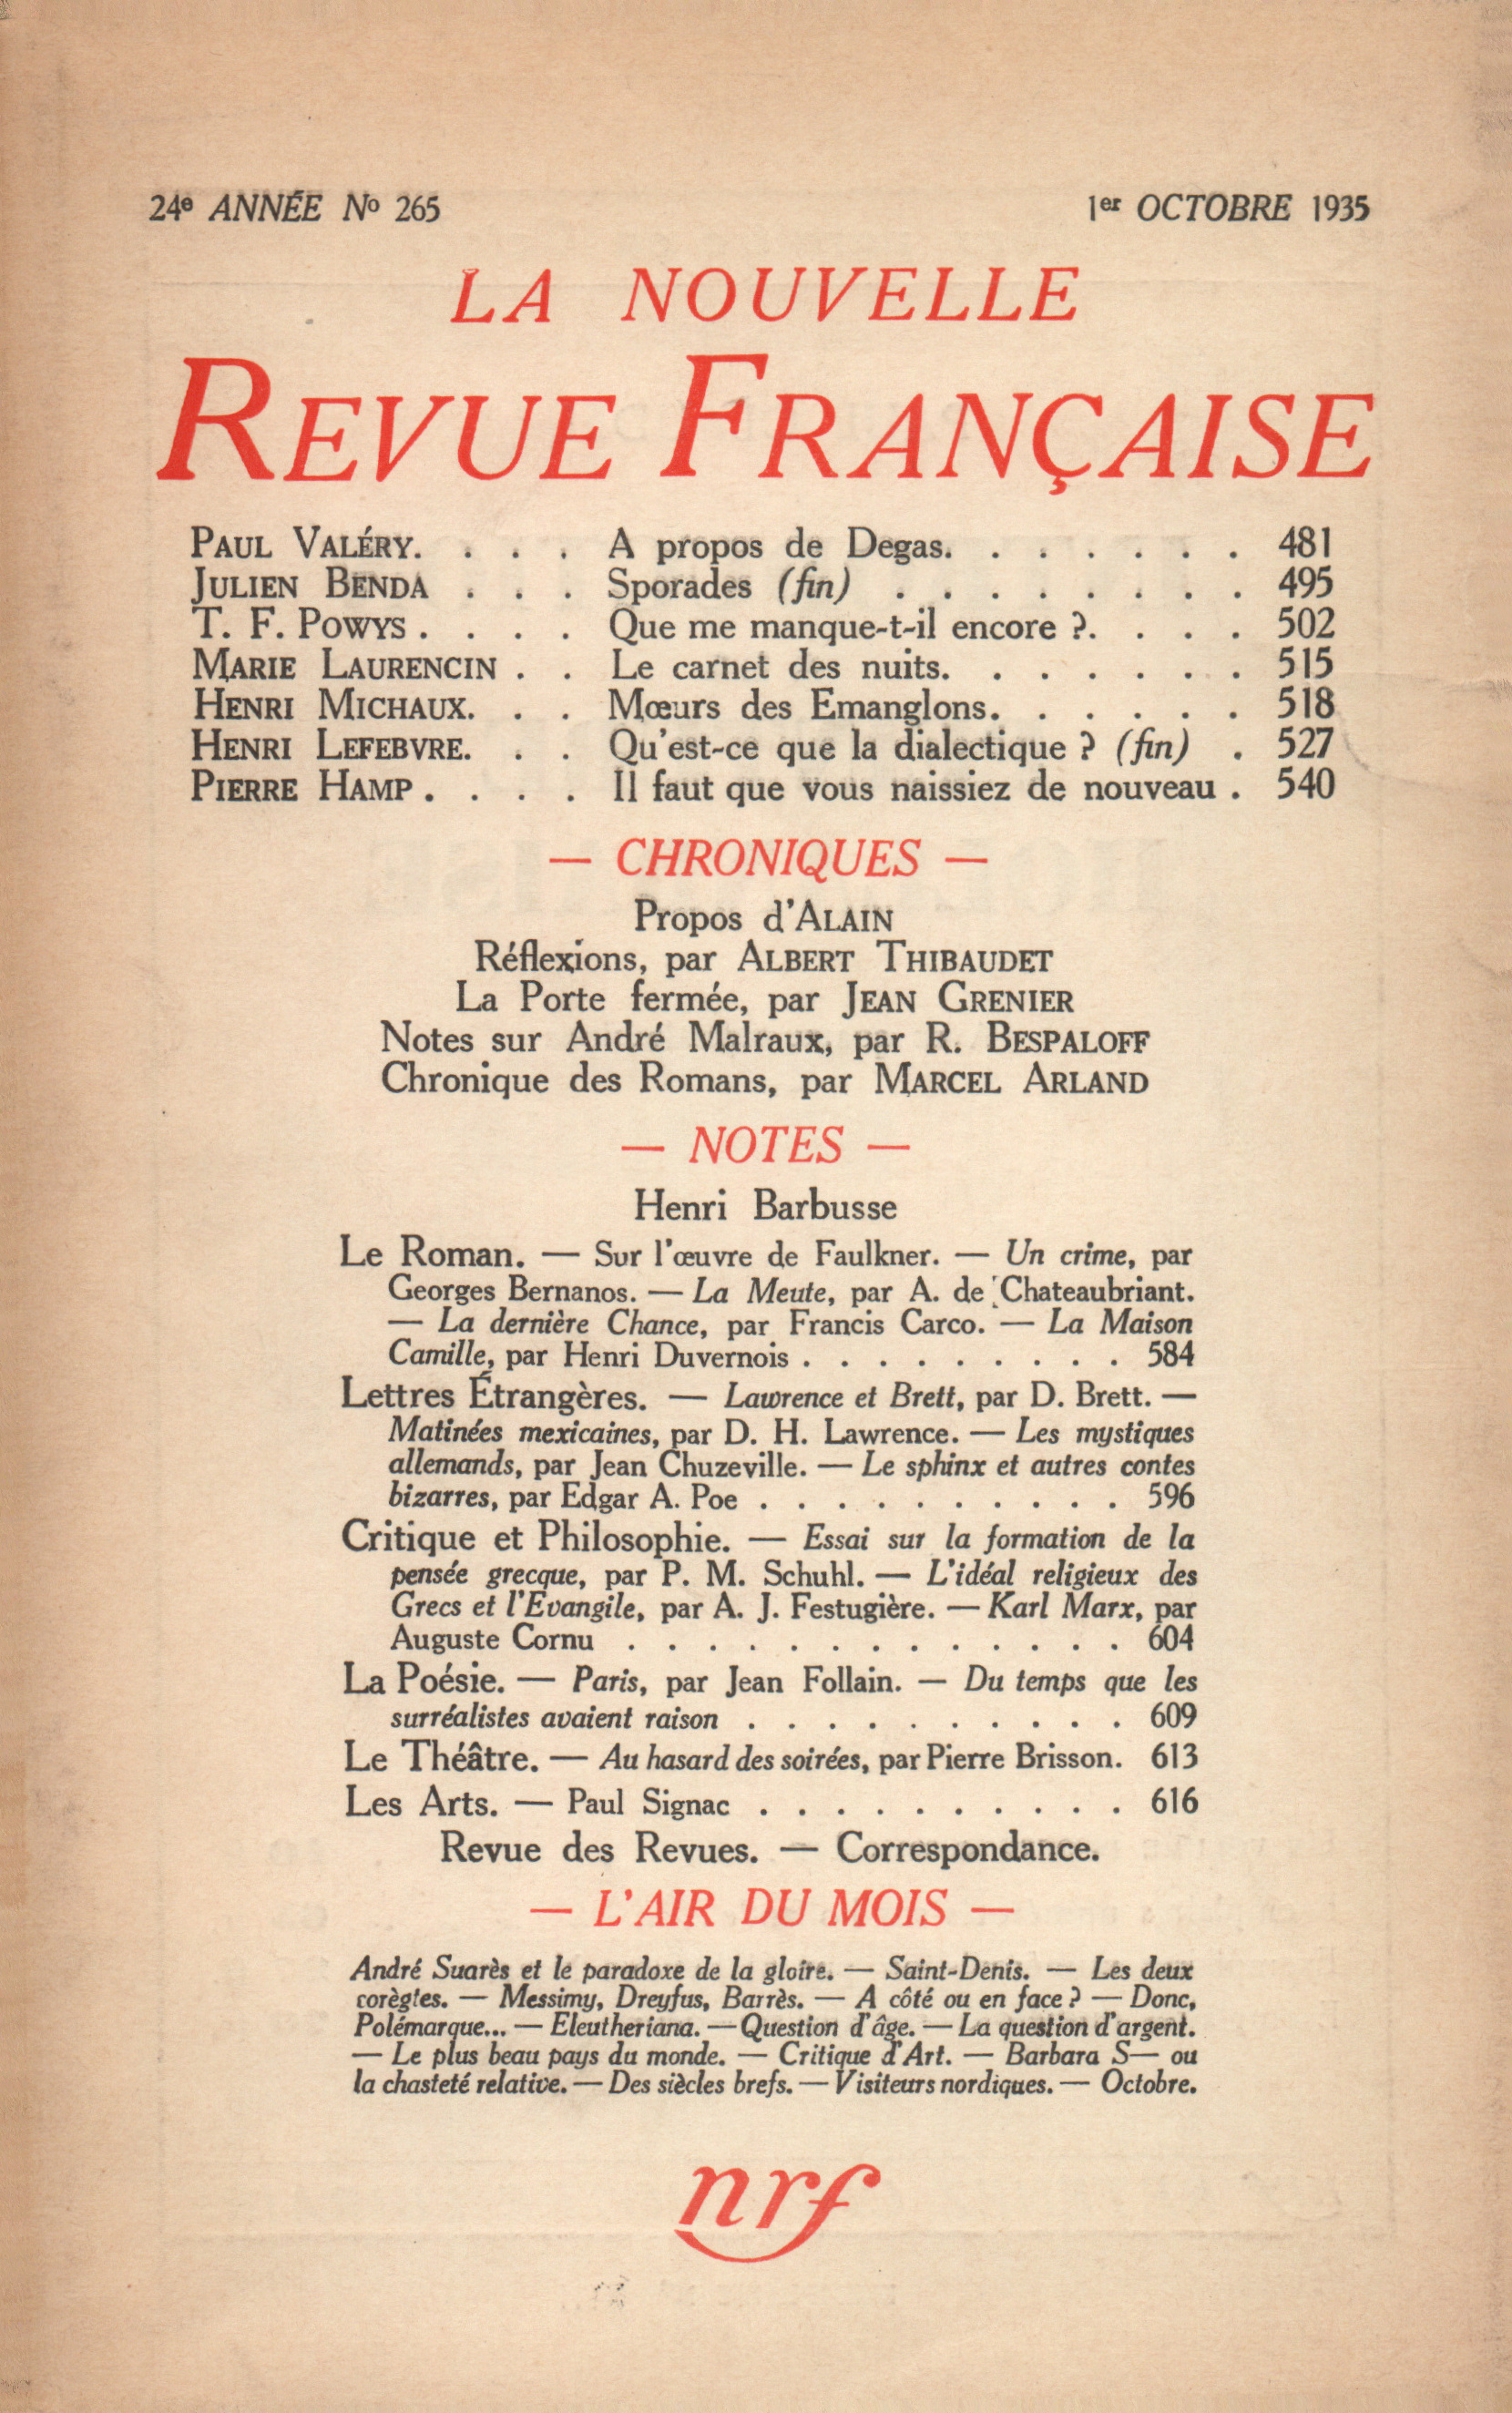 24e ANNÉE No 265 1er OCTOBRE 1935
LA NOUVELLE
REVUE FRANÇAISE
PAUL VALÉRY. . . . A propos de Degas. . . . . . . 481
JULIEN BENDA . . . Sporades (fin) . . . . . . . . 495
T. F. POWYS . . . . Que me manque-t-il encore ?. . . . 502
MARIE LAURENCIN . . Le carnet des nuits. . . . . . . 515
HENRI MICHAUX. . . Mœurs des Emanglons. . . . . . 518
HENRI LEFEBVRE. . . Qu'est-ce que la dialectique ? (fin) . 527
PIERRE HAMP . . . . Il faut que vous naissiez de nouveau . 540
— CHRONIQUES —
Propos d'ALAIN
Réflexions, par ALBERT THIBAUDET
La Porte fermée, par JEAN GRENIER
Notes sur André Malraux, par R. BESPALOFF
Chronique des Romans, par MARCEL ARLAND
— NOTES —
Henri Barbusse
Le Roman. — Sur l'œuvre de Faulkner. — Un crime, par
Georges Bernanos. — La Meute, par A. de Chateaubriant.
— La dernière Chance, par Francis Carco. — La Maison
Camille, par Henri Duvernois . . . . . . . . . 584
Lettres Étrangères. — Lawrence et Brett, par D. Brett. —
Matinées mexicaines, par D. H. Lawrence. — Les mystiques
allemands, par Jean Chuzeville. — Le sphinx et autres contes
bizarres, par Edgar A. Poe . . . . . . . . . . 596
Critique et Philosophie. — Essai sur la formation de la
pensée grecque, par P. M. Schuhl. — L'idéal religieux des
Grecs et l'Evangile, par A. J. Festugière. — Karl Marx, par
Auguste Cornu . . . . . . . . . . . . . 604
La Poésie. — Paris, par Jean Follain. — Du temps que les
surréalistes avaient raison . . . . . . . . . . 609
Le Théâtre. — Au hasard des soirées, par Pierre Brisson. 613
Les Arts. — Paul Signac . . . . . . . . . . 616
Revue des Revues. — Correspondance.
— L'AIR DU MOIS —
André Suarès et le paradoxe de la gloire. — Saint-Denis. — Les deux
corègles. — Messimy, Dreyfus, Barrès. — A côté ou en face ? — Donc,
Polémarque... — Eleutheriana. — Question d'âge. — La question d'argent.
— Le plus beau pays du monde. — Critique d'Art. — Barbara S— ou
la chasteté relative. — Des siècles brefs. — Visiteurs nordiques. — Octobre.
nrf